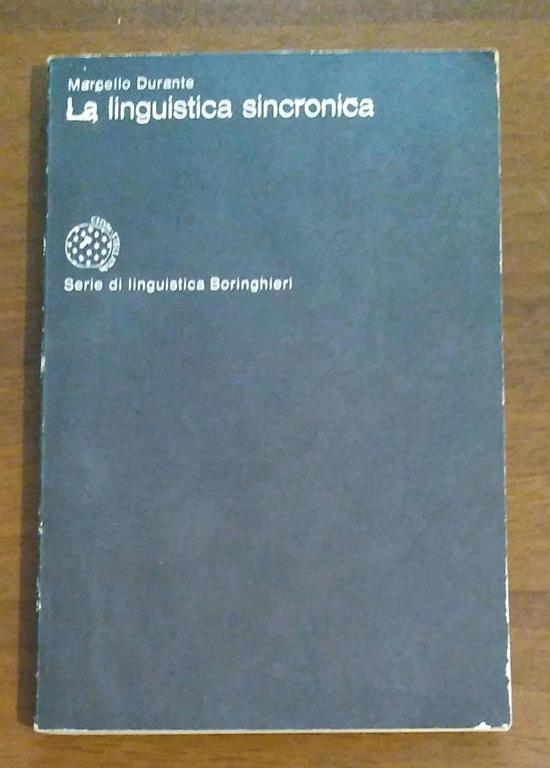 Marcello Durante
La linguistica sincronica
Serie di linguistica Boringhieri